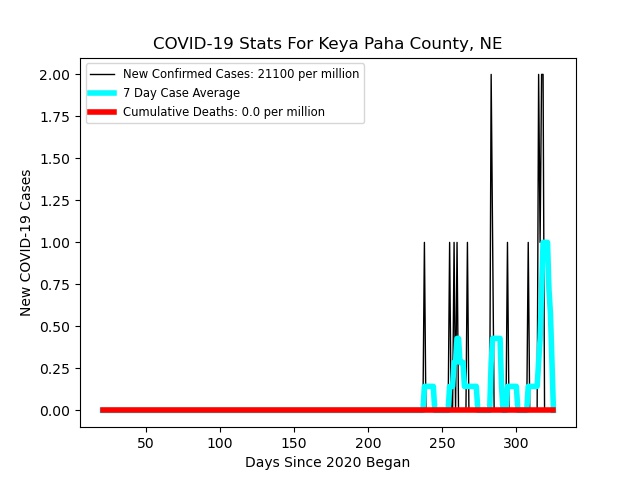 COVID-19 Stats For Keya Paha County, NE
New Confirmed Cases: 21100 per million
7 Day Case Average
Cumulative Deaths: 0.0 per million
New COVID-19 Cases
2.00
1.75
1.50
1.25
1.00
0.75
0.50
0.25
0.00
50 100 150 200 250 300
Days Since 2020 Began